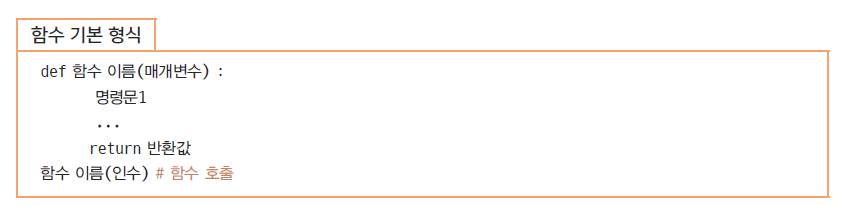 함수 기본 형식
def 함수 이름(매개변수) :
명령문1
...
return 반환값
함수 이름(인수) # 함수 호출